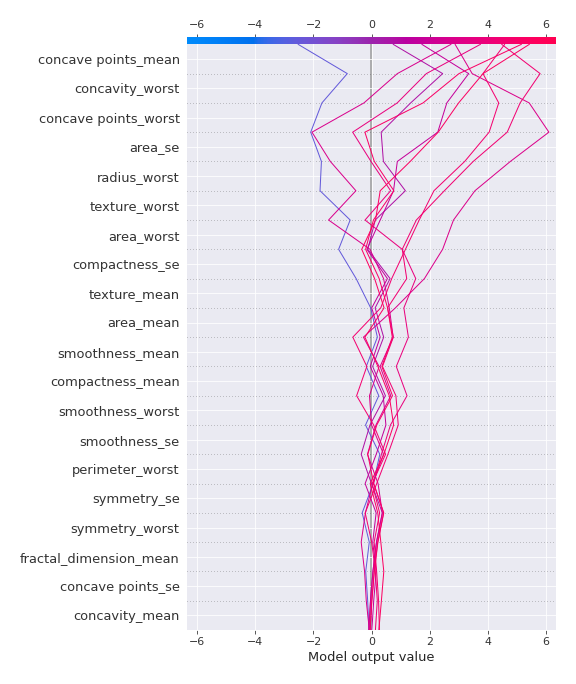 −6 −4 −2 0 2 4 6
concave points_mean
concavity_worst
concave points_worst
area_se
radius_worst
texture_worst
area_worst
compactness_se
texture_mean
area_mean
smoothness_mean
compactness_mean
smoothness_worst
smoothness_se
perimeter_worst
symmetry_se
symmetry_worst
fractal_dimension_mean
concave points_se
concavity_mean
−6 −4 −2 0 2 4 6
Model output value